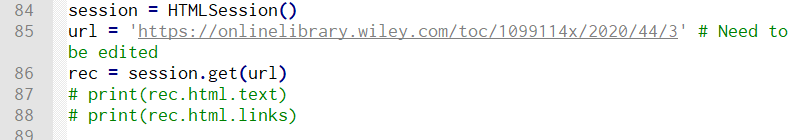 84 session = HTMLSession()
85 url = 'https://onlinelibrary.wiley.com/toc/1099114x/2020/44/3' # Need to
be edited
86 rec = session.get(url)
87 # print(rec.html.text)
88 # print(rec.html.links)
89